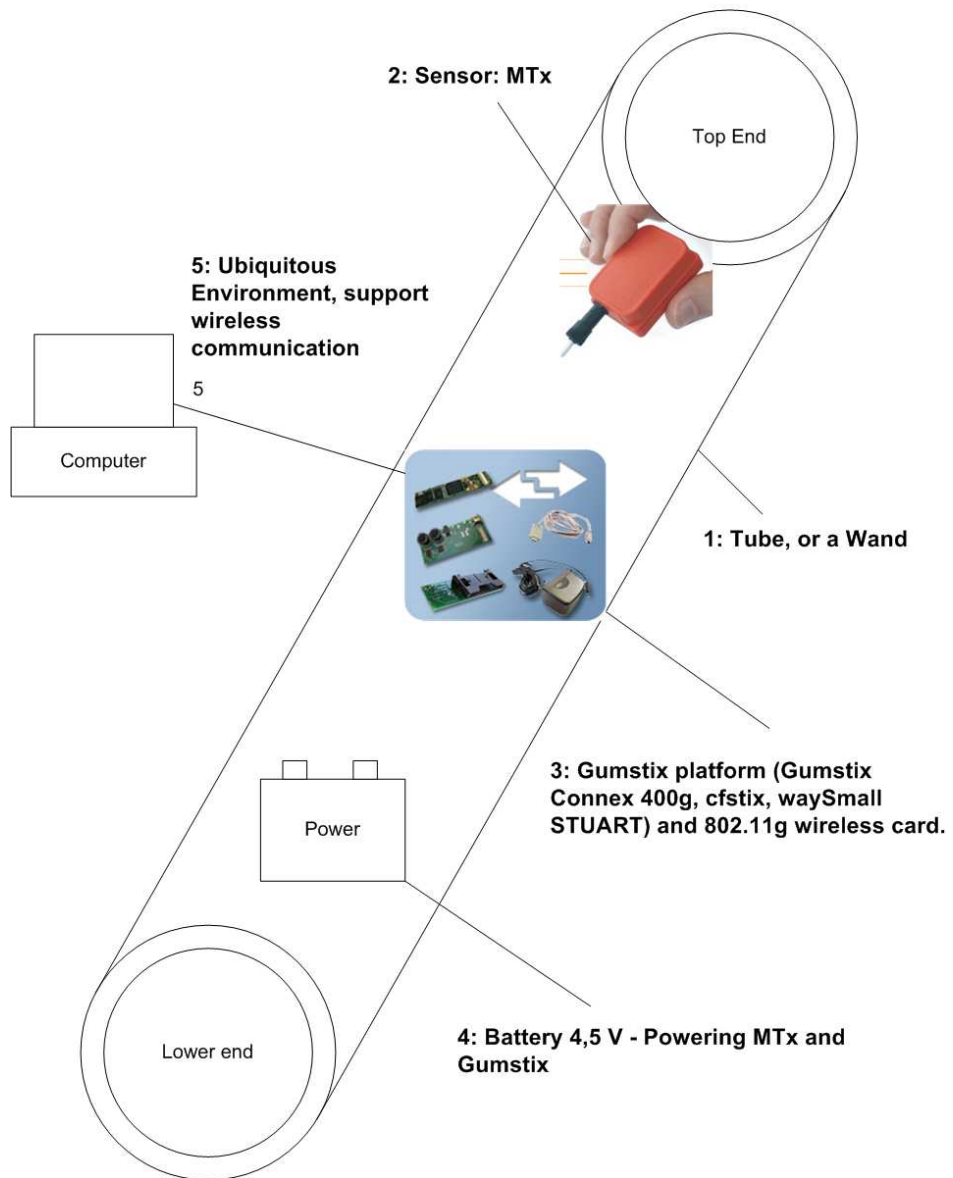 2: Sensor: MTx
Top End
5: Ubiquitous
Environment, support
wireless
communication
5
Computer
1: Tube, or a Wand
3: Gumstix platform (Gumstix
Connex 400g, cfstix, waySmall
STUART) and 802.11g wireless card.
Power
4: Battery 4,5 V - Powering MTx and
Gumstix
Lower end